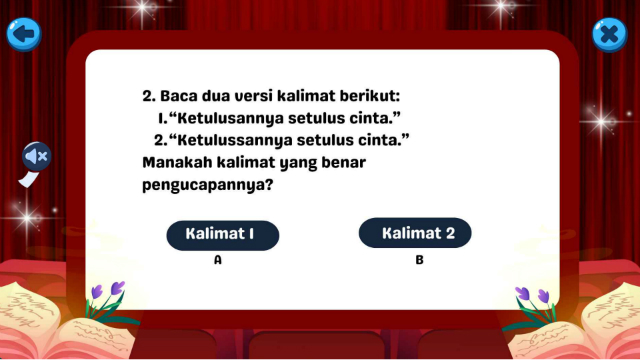 2. Baca dua versi kalimat berikut:
1. “Ketulusannya setulus cinta.”
2. “Ketulussannya setulus cinta.”
Manakah kalimat yang benar
pengucapannya?
Kalimat 1
Kalimat 2
A
B